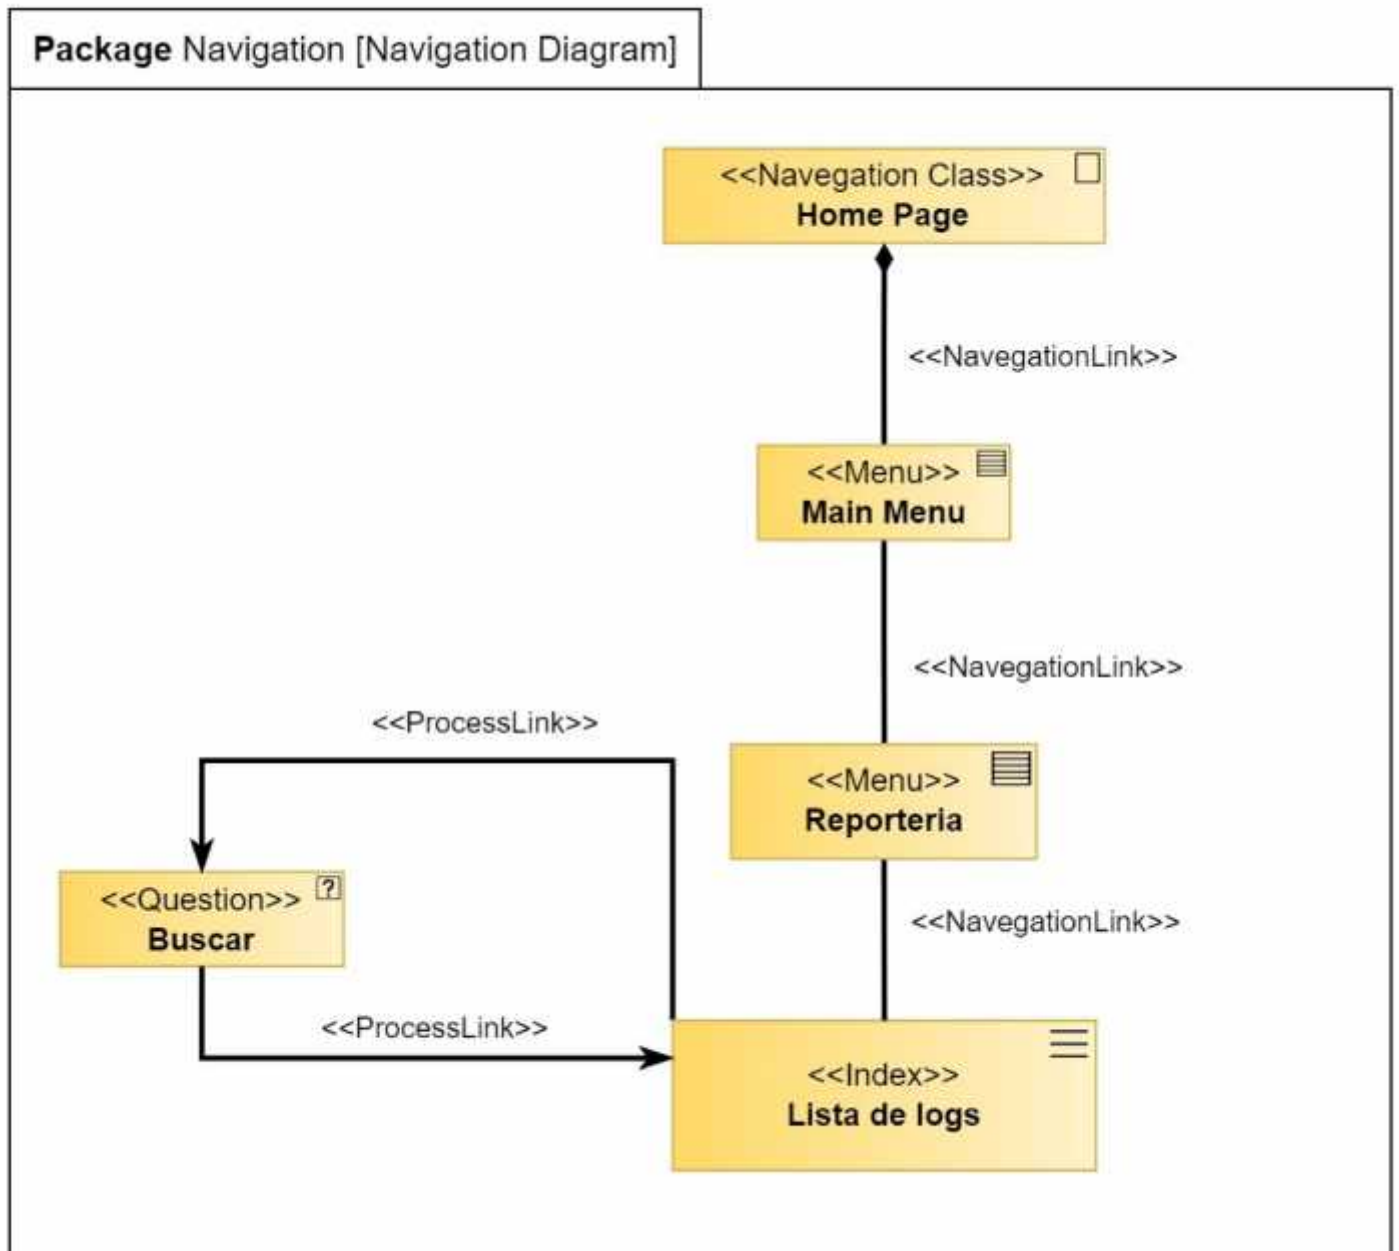 Package Navigation [Navigation Diagram]
<<Navegation Class>>
Home Page
<<NavegationLink>>
<<Menu>>
Main Menu
<<NavegationLink>>
<<ProcessLink>>
<<Menu>>
Reporteria
<<Question>>
?
Buscar
<<NavegationLink>>
<<ProcessLink>>
<<Index>>
Lista de logs